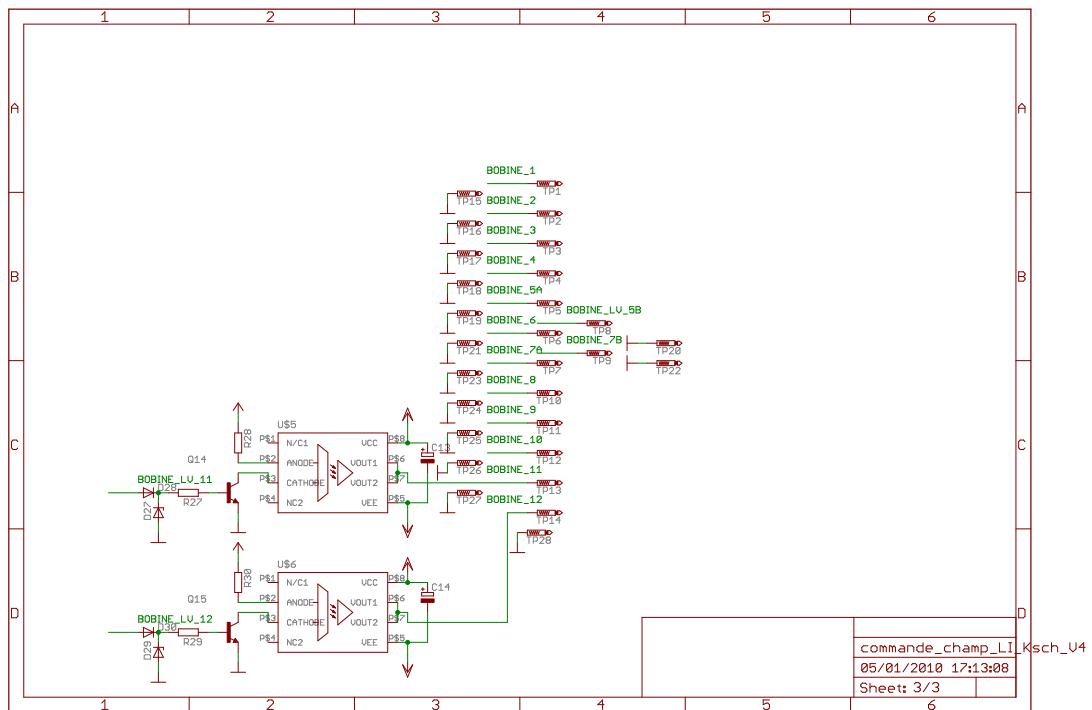 1 2 3 4 5 6
A A
BOBINE_1
TP1
TP15 BOBINE_2
TP2
TP16 BOBINE_3
TP3
B B
TP17 BOBINE_4
TP4
TP18 BOBINE_5A
TP5 BOBINE_LV_5B
TP8
TP19 BOBINE_6
TP6 BOBINE_7B
TP20
TP21 BOBINE_7A
TP9
TP7 TP22
TP23 BOBINE_8
TP10
TP24 BOBINE_9
TP11
U$5
C C
R28
P$1 N/C1 VCC P$8
TP25 BOBINE_10
C13
TP12
Q14
P$2 ANODE VOUT1 P$6
TP26 BOBINE_11
BOBINE_LV_11
P$3 CATHODE VOUT2 P$7
TP13
D28
R27
P$4 NC2 VEE P$5
TP27 BOBINE_12
D27
TP14
TP28
U$6
R30
P$1 N/C1 VCC P$8
C14
Q15
P$2 ANODE VOUT1 P$6
D D
BOBINE_LV_12
P$3 CATHODE VOUT2 P$7
D30
R29
P$4 NC2 VEE P$5
D29
commande_champ_LI_Ksch_V4
05/01/2010 17:13:08
Sheet: 3/3
1 2 3 4 5 6